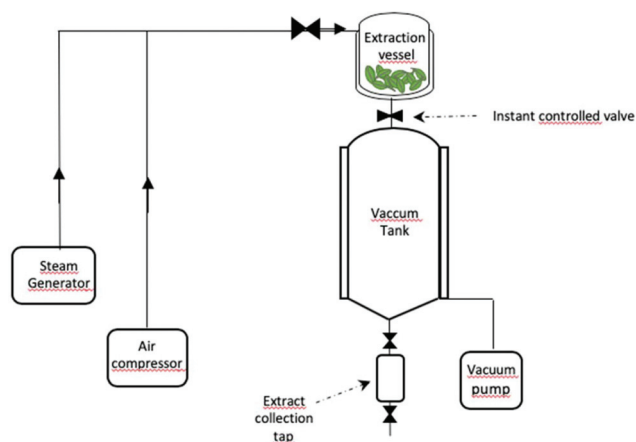 Extraction
vessel
Instant controlled valve
Vaccum
Tank
Steam
Generator
Air
compressor
Vacuum
pump
Extract
collection
tap